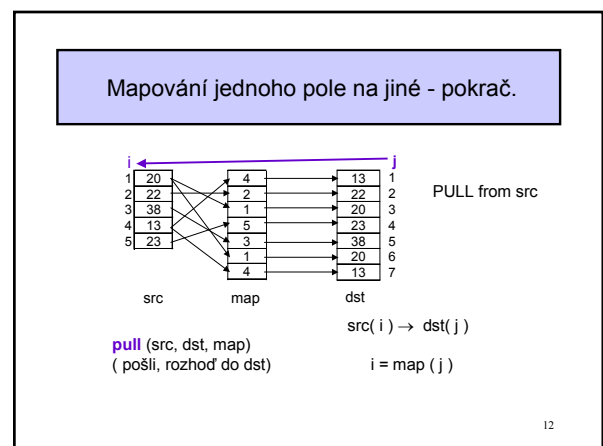 Mapování jednoho pole na jiné - pokrač.
i j
1 20 4 13 1
2 22 2 22 2 PULL from src
3 38 1 20 3
4 13 5 23 4
5 23 3 38 5
1 20 6
4 13 7
src map dst
src( i ) → dst( j )
pull (src, dst, map)
( pošli, rozhoď do dst) i = map ( j )
12